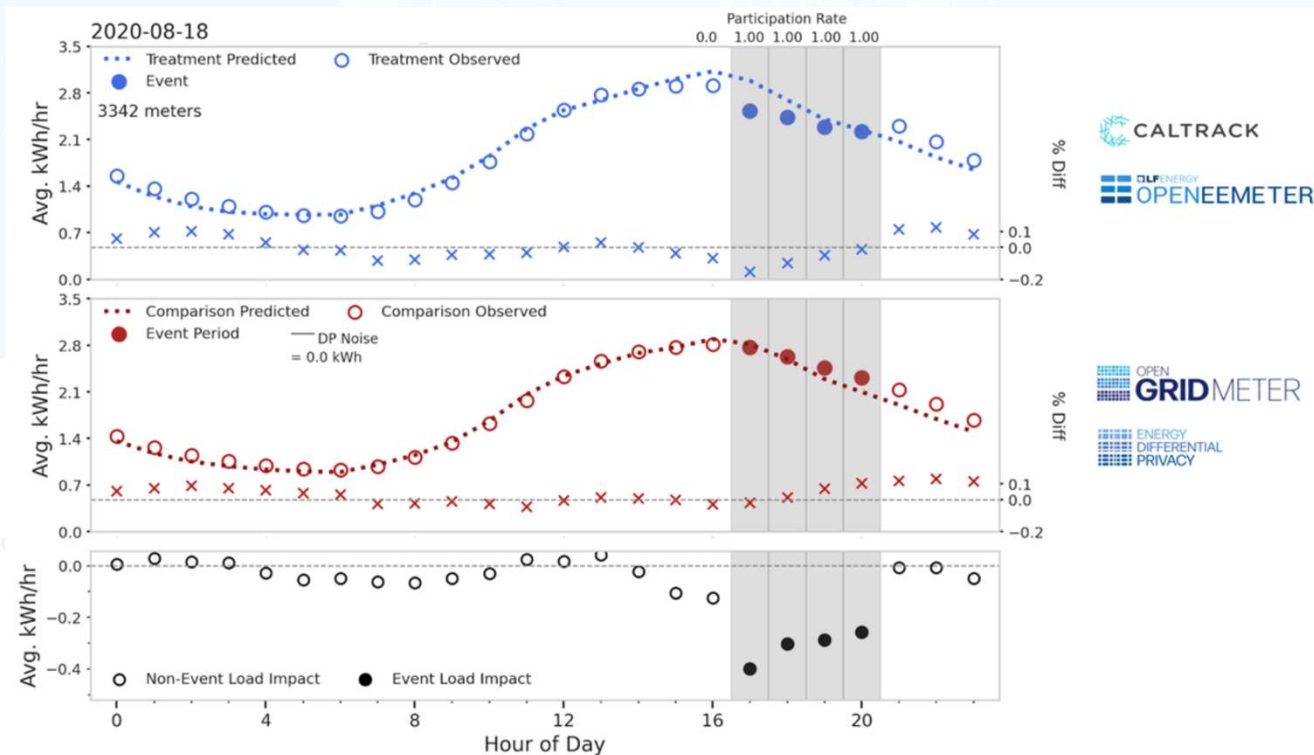 2020-08-18
Participation Rate
0.0 1.00 1.00 1.00 1.00
3.5
2.8
2.1
1.4
0.7
0.0
Avg. kWh/hr
Treatment Predicted
Treatment Observed
Event
3342 meters
0.1
0.0
−0.2
% Diff
CALTRACK
LFENERGY
OPENEEMETER
3.5
2.8
2.1
1.4
0.7
0.0
Avg. kWh/hr
Comparison Predicted
Comparison Observed
Event Period
DP Noise
= 0.0 kWh
0.1
0.0
−0.2
% Diff
OPEN
GRIDMETER
ENERGY
DIFFERENTIAL
PRIVACY
0.0
−0.2
−0.4
Avg. kWh/hr
Non-Event Load Impact
Event Load Impact
0 4 8 12 16 20
Hour of Day